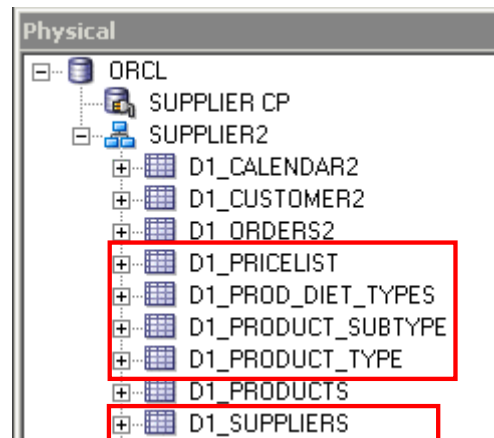 Physical
ORCL
SUPPLIER CP
SUPPLIER2
D1_CALENDAR2
D1_CUSTOMER2
D1_ORDERS2
D1_PRICELIST
D1_PROD_DIET_TYPES
D1_PRODUCT_SUBTYPE
D1_PRODUCT_TYPE
D1_PRODUCTS
D1_SUPPLIERS